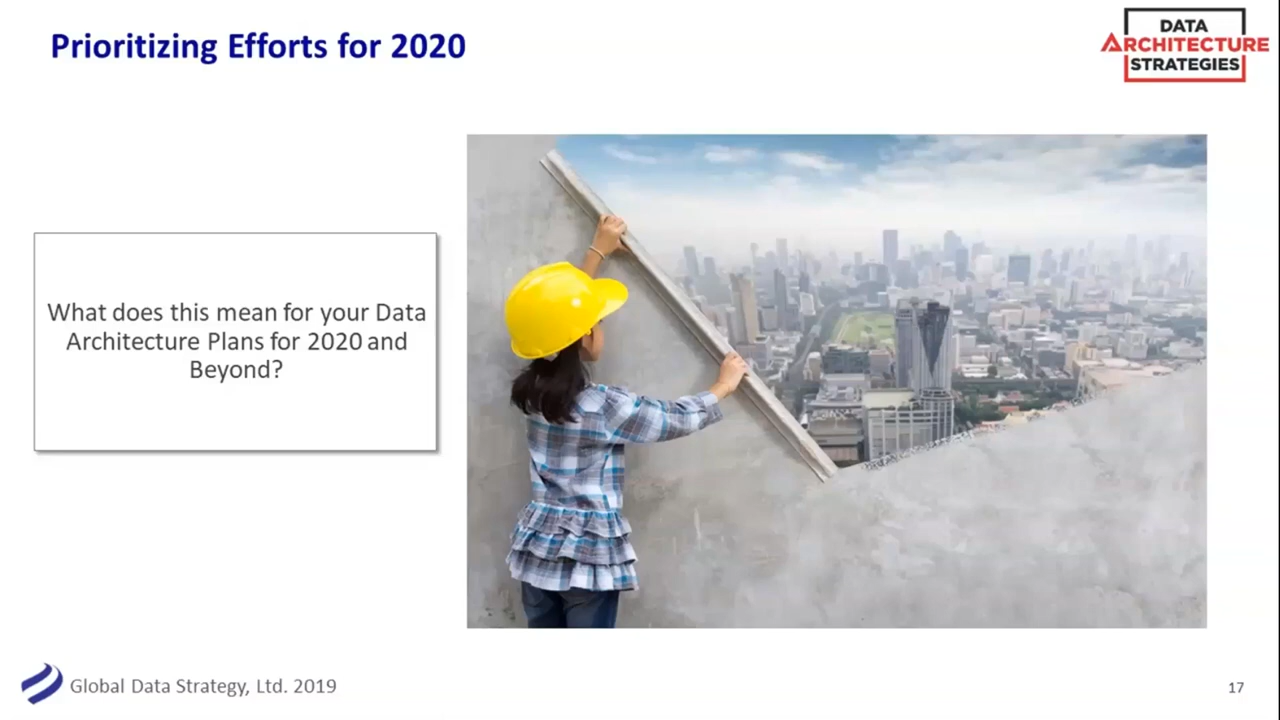 Prioritizing Efforts for 2020
DATA
ARCHITECTURE
STRATEGIES
What does this mean for your Data
Architecture Plans for 2020 and
Beyond?
Global Data Strategy, Ltd. 2019
17